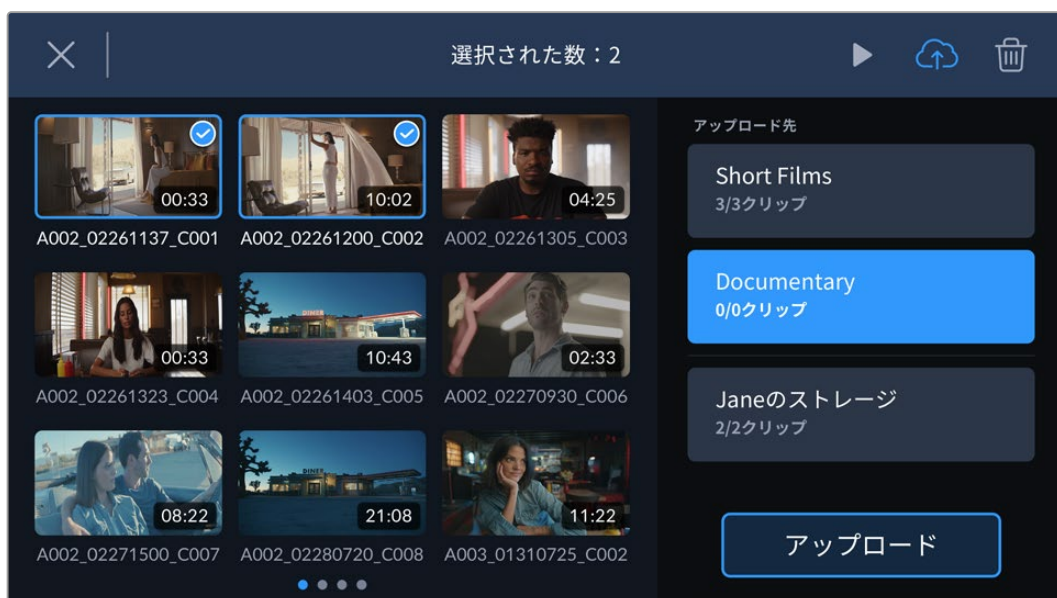 選択された数：2
00:33
10:02
04:25
A002_02261137_C001
A002_02261200_C002
A002_02261305_C003
00:33
10:43
02:33
A002_02261323_C004
A002_02261403_C005
A002_02270930_C006
08:22
21:08
11:22
A002_02271500_C007
A002_02280720_C008
A003_01310725_C002
DINER
DINER
アップロード先
Short Films
3/3クリップ
Documentary
0/0クリップ
Janeのストレージ
2/2クリップ
アップロード